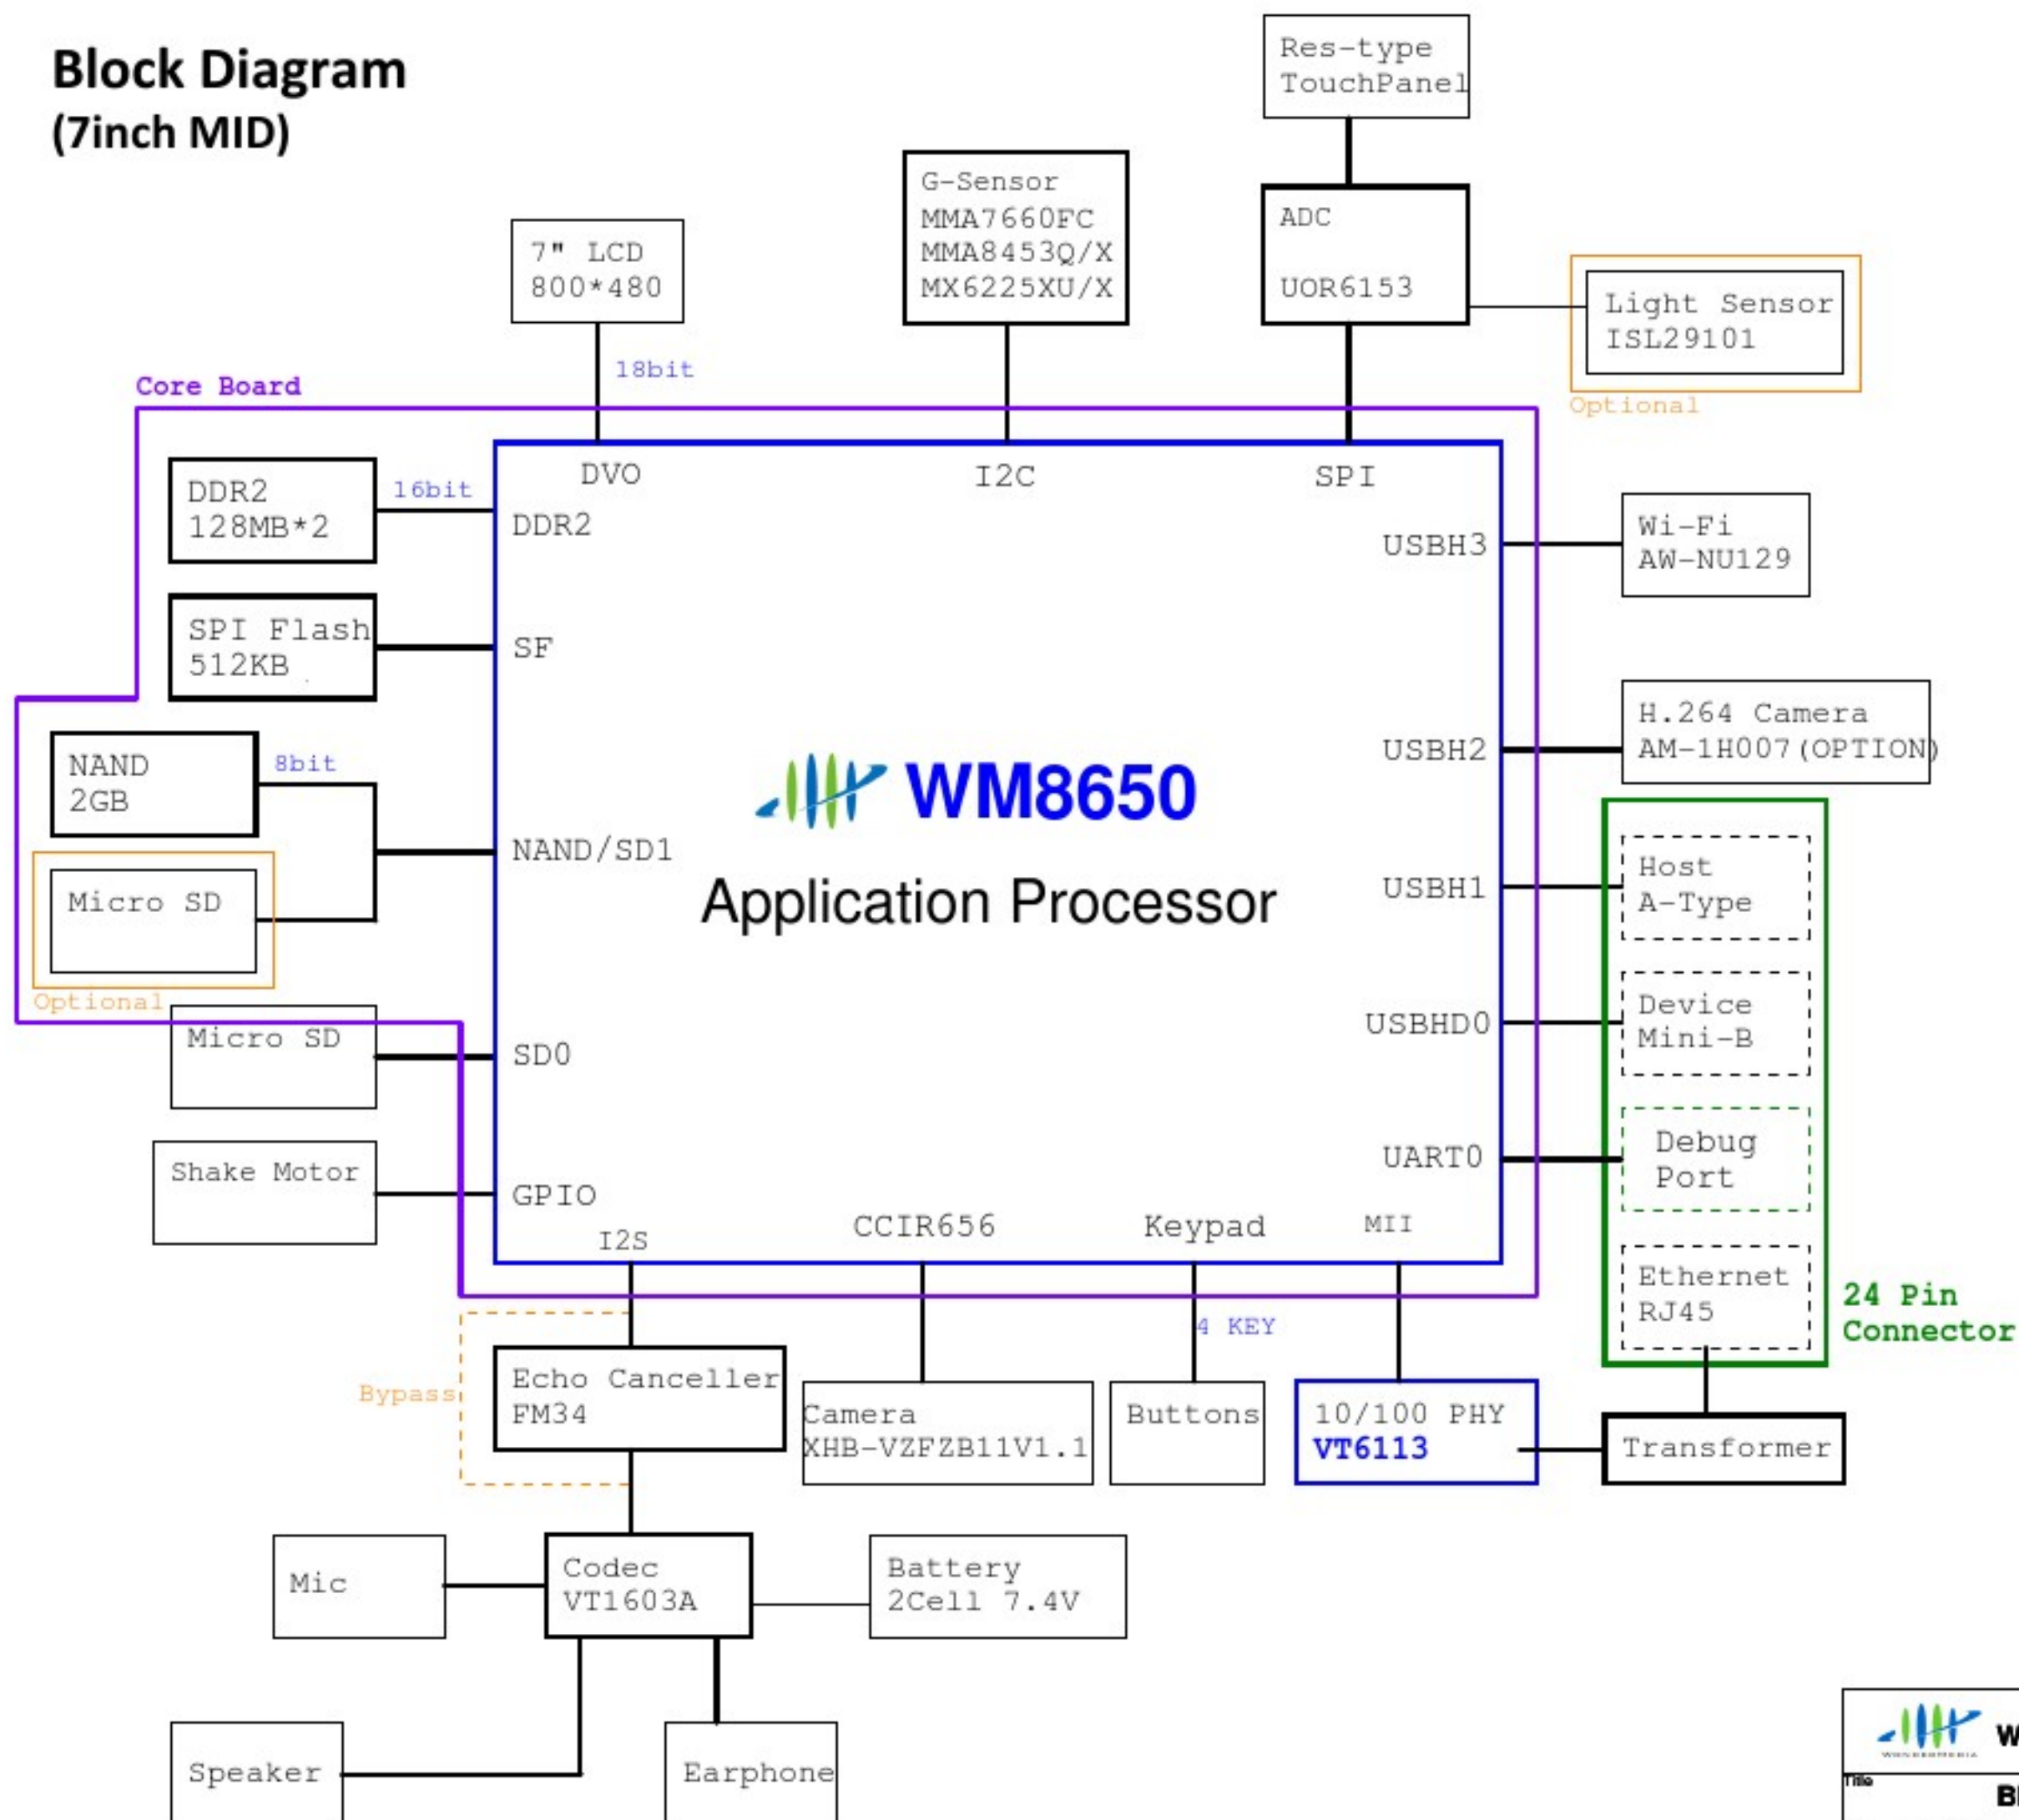 Block Diagram
(7inch MID)
Res-type
TouchPanel
G-Sensor
MMA7660FC
MMA8453Q/X
MX6225XU/X
ADC
UOR6153
7" LCD
800*480
Light Sensor
ISL29101
Optional
18bit
Core Board
DDR2
128MB*2
16bit
DVO
I2C
SPI
DDR2
USBH3
Wi-Fi
AW-NU129
SPI Flash
512KB
SF
NAND
2GB
8bit
H.264 Camera
AM-1H007(OPTION)
USBH2
WM8650
Application Processor
NAND/SD1
Micro SD
Optional
USBH1
Host
A-Type
USBHD0
Device
Mini-B
Micro SD
SD0
UART0
Debug
Port
Shake Motor
GPIO
I2S
CCIR656
Keypad
MII
Ethernet
RJ45
24 Pin
Connector
4 KEY
Bypass
Echo Canceller
FM34
Camera
XHB-VZFZB11V1.1
Buttons
10/100 PHY
VT6113
Transformer
Mic
Codec
VT1603A
Battery
2Cell 7.4V
Speaker
Earphone
WONDERMEDIA
W
Title
Bl